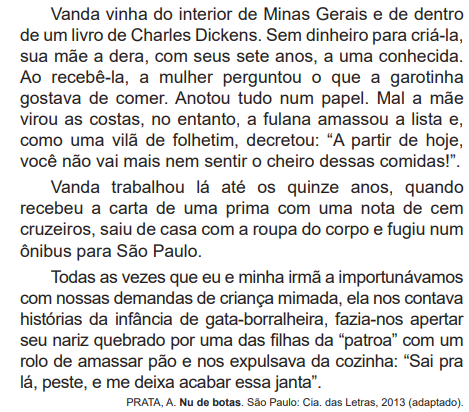 Vanda vinha do interior de Minas Gerais e de dentro
de um livro de Charles Dickens. Sem dinheiro para criá-la,
sua mãe a dera, com seus sete anos, a uma conhecida.
Ao recebê-la, a mulher perguntou o que a garotinha
gostava de comer. Anotou tudo num papel. Mal a mãe
virou as costas, no entanto, a fulana amassou a lista e,
como uma vilã de folhetim, decretou: “A partir de hoje,
você não vai mais nem sentir o cheiro dessas comidas!”.
Vanda trabalhou lá até os quinze anos, quando
recebeu a carta de uma prima com uma nota de cem
cruzeiros, saiu de casa com a roupa do corpo e fugiu num
ônibus para São Paulo.
Todas as vezes que eu e minha irmã a importunávamos
com nossas demandas de criança mimada, ela nos contava
histórias da infância de gata-borralheira, fazia-nos apertar
seu nariz quebrado por uma das filhas da “patroa” com um
rolo de amassar pão e nos expulsava da cozinha: “Sai pra
lá, peste, e me deixa acabar essa janta”.
PRATA, A. Nu de botas. São Paulo: Cia. das Letras, 2013 (adaptado).